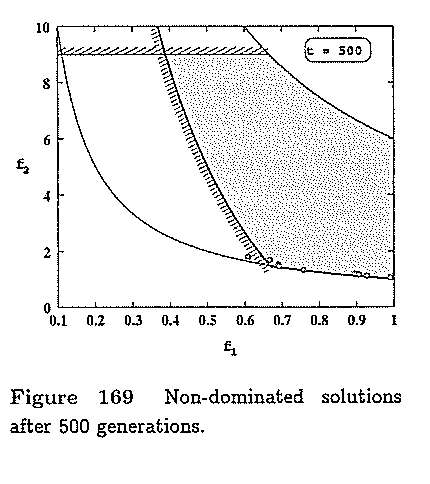 10
t = 500
8
6
f₂
4
2
0
0.1 0.2 0.3 0.4 0.5 0.6 0.7 0.8 0.9 1
f₁
Figure 169 Non-dominated solutions
after 500 generations.